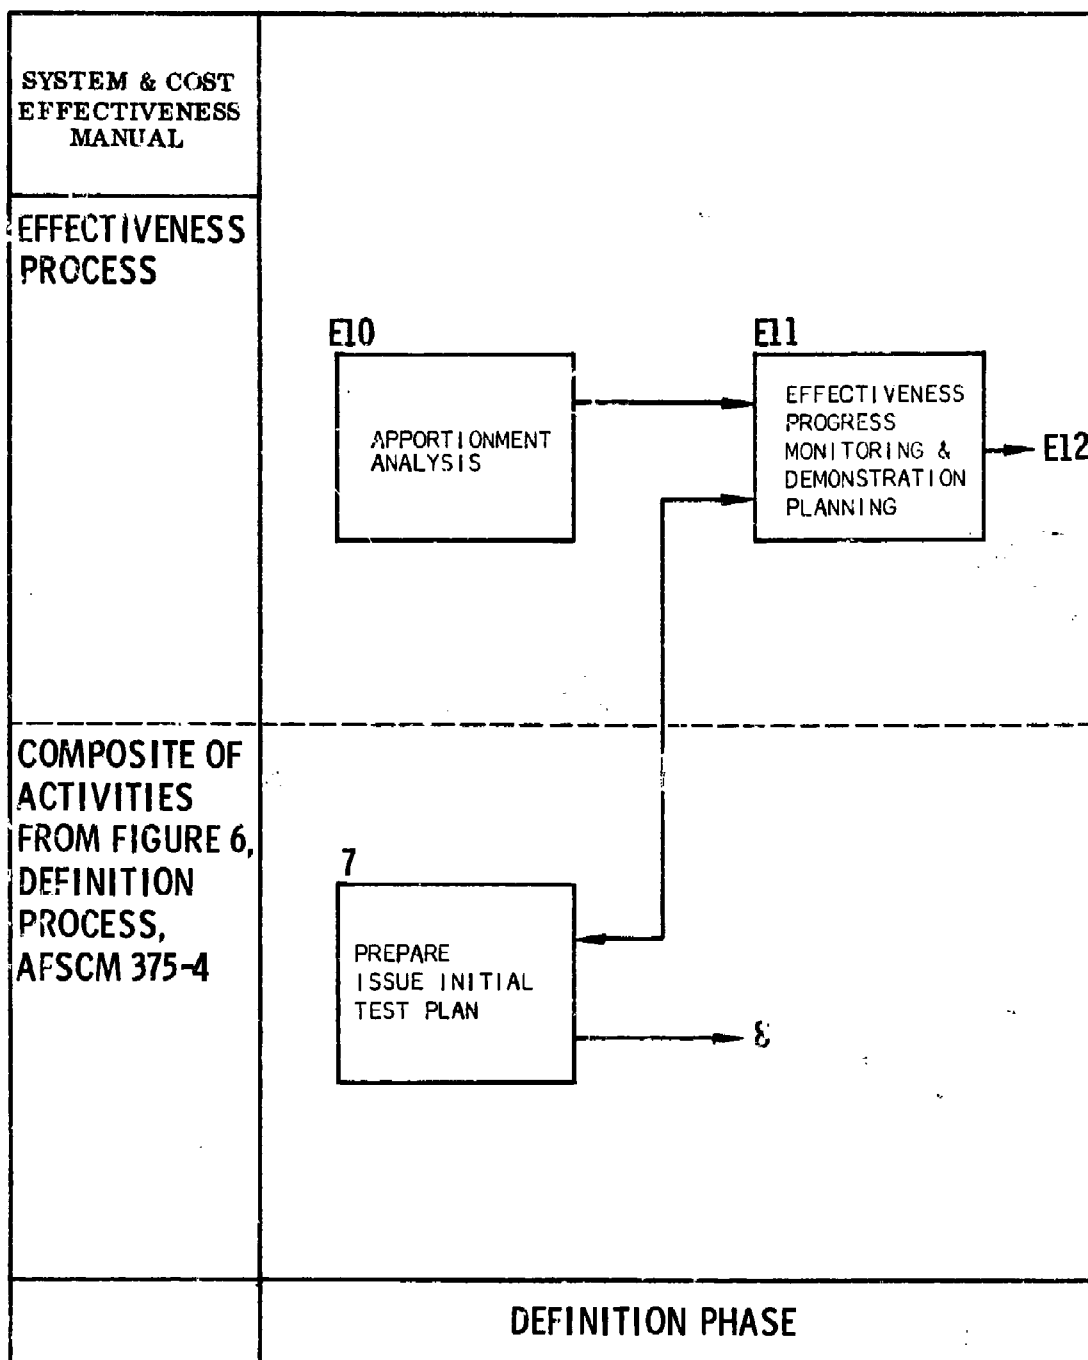 SYSTEM & COST
EFFECTIVENESS
MANUAL
EFFECTIVENESS
PROCESS
E10
APPORTIONMENT
ANALYSIS
E11
EFFECTIVENESS
PROGRESS
MONITORING &
DEMONSTRATION
PLANNING
E12
COMPOSITE OF
ACTIVITIES
FROM FIGURE 6,
DEFINITION
PROCESS,
AFSCM 375-4
7
PREPARE
ISSUE INITIAL
TEST PLAN
DEFINITION PHASE